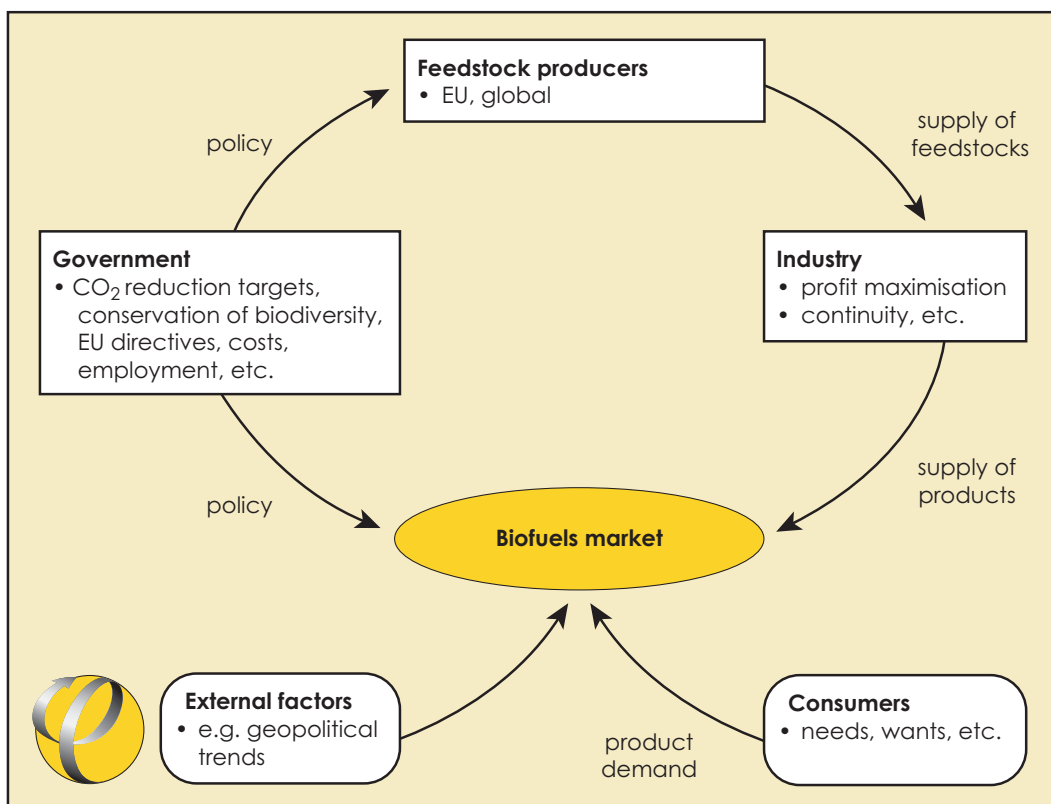 Feedstock producers
• EU, global
policy
supply of
feedstocks
Government
• CO₂ reduction targets,
conservation of biodiversity,
EU directives, costs,
employment, etc.
Industry
• profit maximisation
• continuity, etc.
policy
supply of
products
Biofuels market
External factors
• e.g. geopolitical
trends
product
demand
Consumers
• needs, wants, etc.